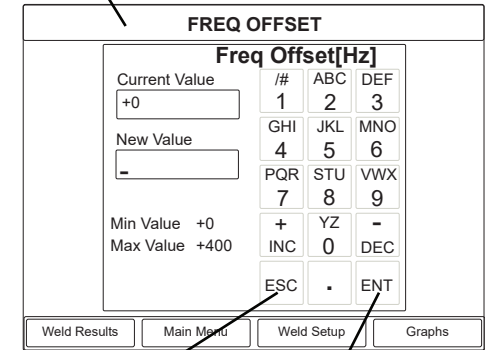 FREQ OFFSET
Freq Offset[Hz]
Current Value
+0
New Value
-
Min Value +0
Max Value +400
/# ABC DEF
1 2 3
GHI JKL MNO
4 5 6
PQR STU VWX
7 8 9
+ YZ -
INC 0 DEC
ESC . ENT
Weld Results Main Menu Weld Setup Graphs